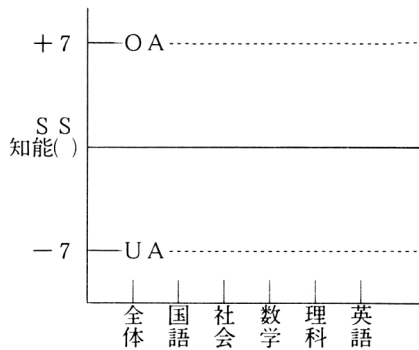 +7 OA
SS
知能( )
-7 UA
全体 国語 社会 数学 理科 英語